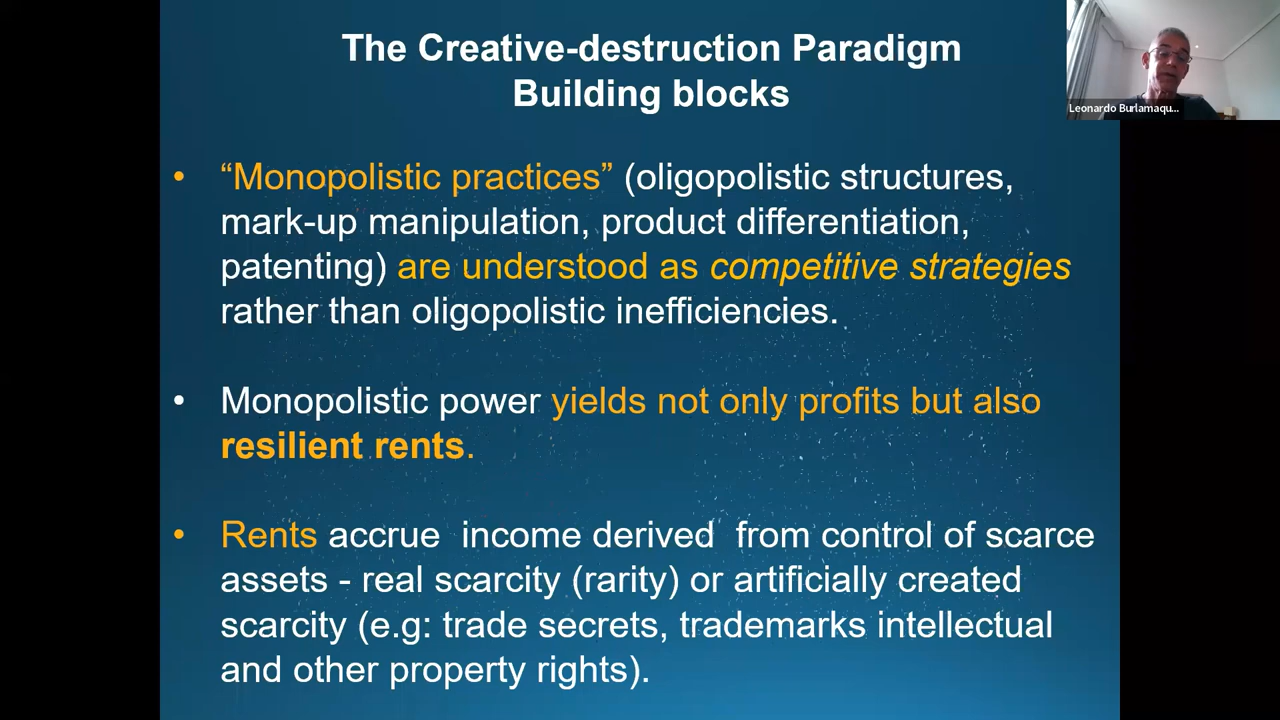 The Creative-destruction Paradigm
Building blocks
Leonardo Burlamaqu...
• “Monopolistic practices” (oligopolistic structures,
mark-up manipulation, product differentiation,
patenting) are understood as competitive strategies
rather than oligopolistic inefficiencies.
• Monopolistic power yields not only profits but also
resilient rents.
• Rents accrue income derived from control of scarce
assets - real scarcity (rarity) or artificially created
scarcity (e.g: trade secrets, trademarks intellectual
and other property rights).